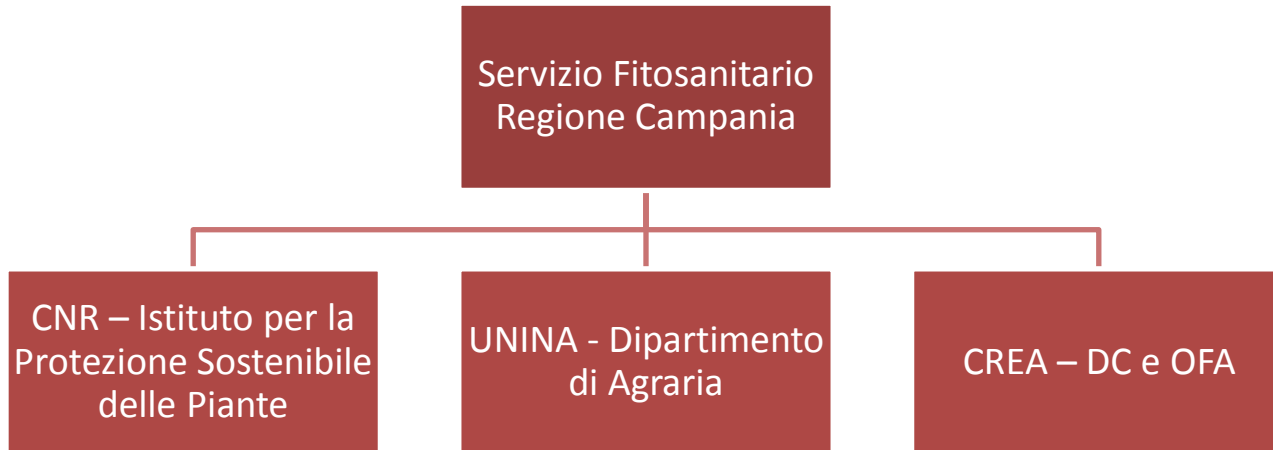 Servizio Fitosanitario
Regione Campania
CNR – Istituto per la
Protezione Sostenibile
delle Piante
UNINA - Dipartimento
di Agraria
CREA – DC e OFA